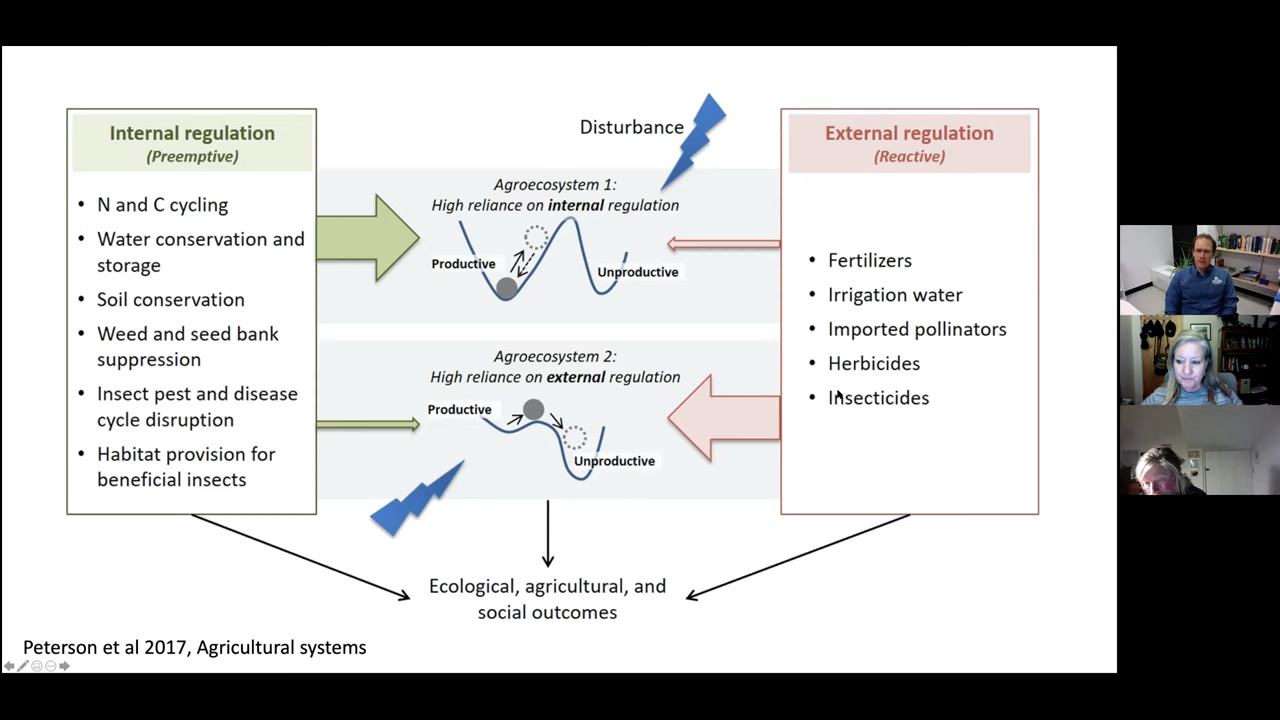 Internal regulation
(Preemptive)
• N and C cycling
• Water conservation and
storage
• Soil conservation
• Weed and seed bank
suppression
• Insect pest and disease
cycle disruption
• Habitat provision for
beneficial insects
Disturbance
Agroecosystem 1:
High reliance on internal regulation
Productive
Unproductive
Agroecosystem 2:
High reliance on external regulation
Productive
Unproductive
External regulation
(Reactive)
• Fertilizers
• Irrigation water
• Imported pollinators
• Herbicides
• Insecticides
Ecological, agricultural, and
social outcomes
Peterson et al 2017, Agricultural systems